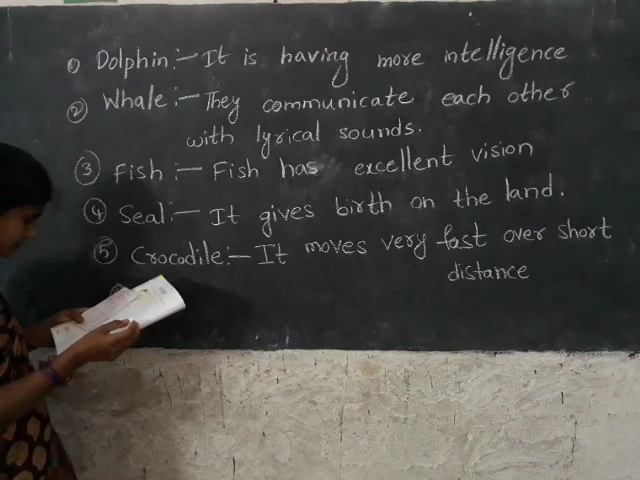 ① Dolphin:- It is having more intelligence
② Whale:- They communicate each other
with lyrical sounds.
③ Fish:- Fish has excellent vision
④ Seal:- It gives birth on the land.
⑤ Crocodile:- It moves very fast over short
distance